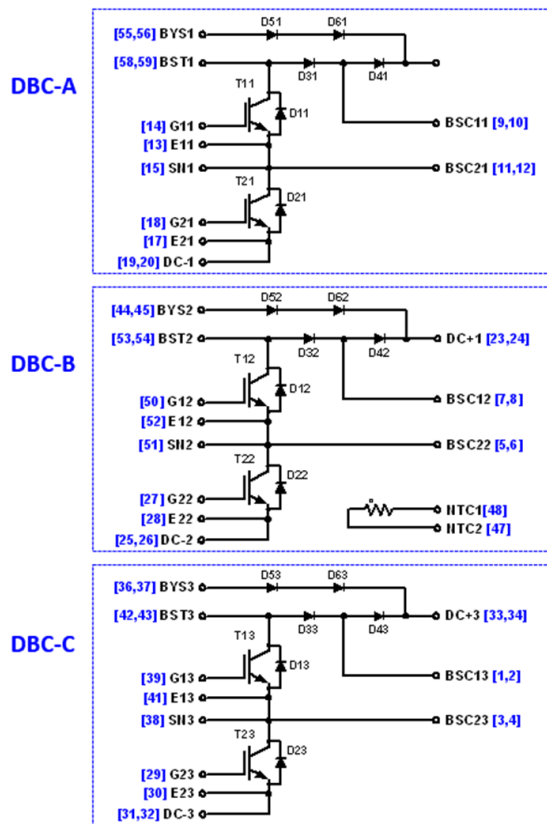 D51 D61
[55,56] BYS1
[58,59] BST1
D31 D41
DBC-A
T11
D11
[14] G11
BSC11 [9,10]
[13] E11
[15] SN1
BSC21 [11,12]
T21
D21
[18] G21
[17] E21
[19,20] DC-1
D52 D62
[44,45] BYS2
[53,54] BST2
DC+1 [23,24]
D32 D42
DBC-B
T12
D12
[50] G12
BSC12 [7,8]
[52] E12
[51] SN2
BSC22 [5,6]
T22
D22
[27] G22
NTC1[48]
[28] E22
NTC2 [47]
[25,26] DC-2
D53 D63
[36,37] BYS3
[42,43] BST3
DC+3 [33,34]
D33 D43
DBC-C
T13
D13
[39] G13
BSC13 [1,2]
[41] E13
[38] SN3
BSC23 [3,4]
T23
D23
[29] G23
[30] E23
[31,32] DC-3